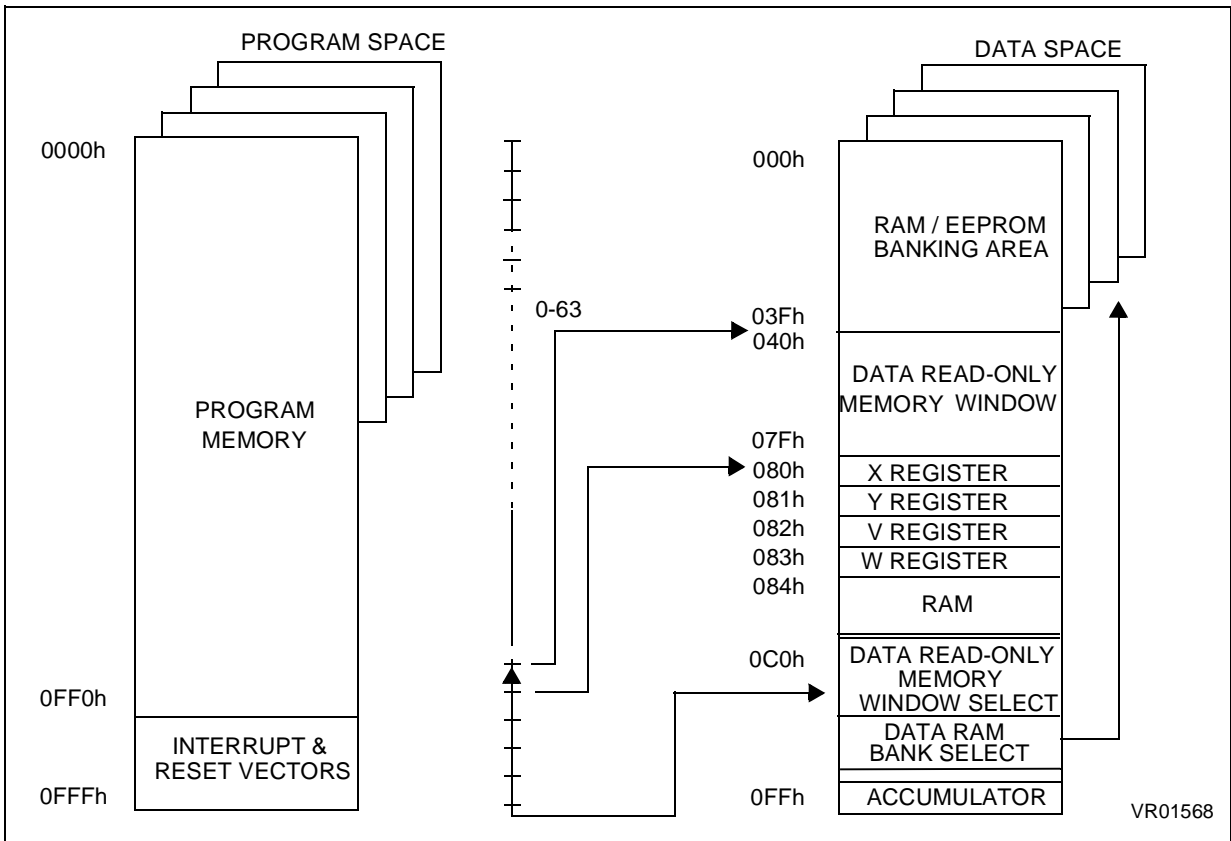 PROGRAM SPACE
0000h
PROGRAM
MEMORY
0FF0h
INTERRUPT &
RESET VECTORS
0FFFh
0-63
DATA SPACE
000h
RAM / EEPROM
BANKING AREA
03Fh
040h
DATA READ-ONLY
MEMORY WINDOW
07Fh
080h
X REGISTER
081h
Y REGISTER
082h
V REGISTER
083h
W REGISTER
084h
RAM
0C0h
DATA READ-ONLY
MEMORY
WINDOW SELECT
DATA RAM
BANK SELECT
0FFh
ACCUMULATOR
VR01568